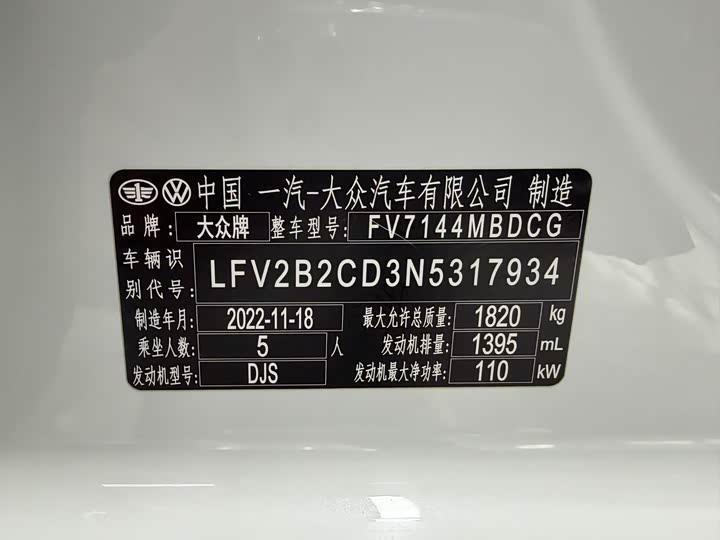 中国 一汽-大众汽车有限公司 制造
品牌: 大众牌 整车型号: FV7144MBDCG
车辆识别代号: LFV2B2CD3N5317934
制造年月: 2022-11-18 最大允许总质量: 1820 kg
乘坐人数: 5 人 发动机排量: 1395 mL
发动机型号: DJS 发动机最大净功率: 110 kW